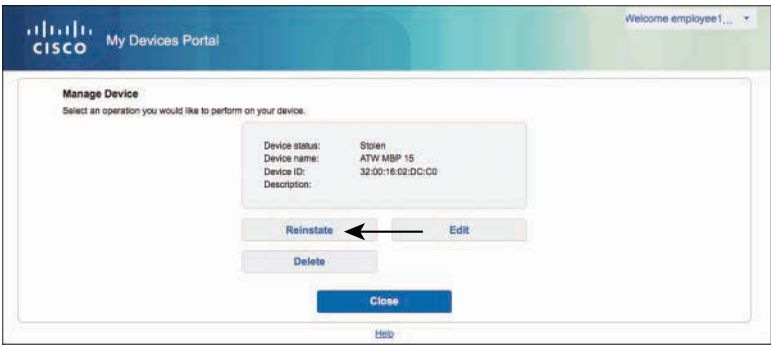 Welcome employee1...
CISCO My Devices Portal
Manage Device
Select an operation you would like to perform on your device.
Device status: Stolen
Device name: ATW MBP 15
Device ID: 32:00:16:02:DC:C0
Description:
Reinstate Edit
Delete
Close
Help